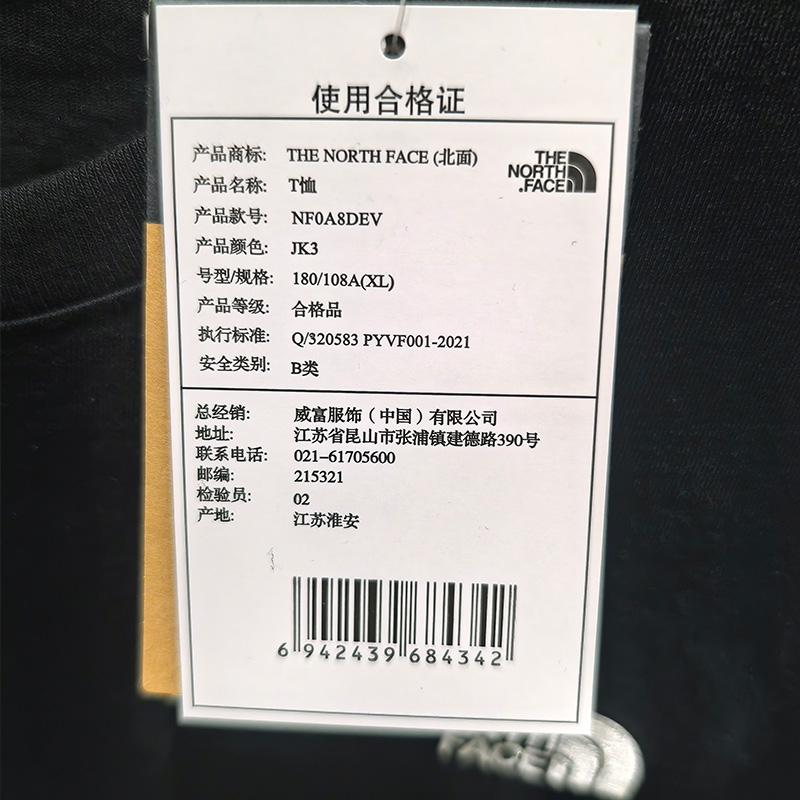 使用合格证
产品商标: THE NORTH FACE (北面)
THE
NORTH
.FACE
产品名称: T恤
产品款号: NF0A8DEV
产品颜色: JK3
号型/规格: 180/108A(XL)
产品等级: 合格品
执行标准: Q/320583 PYVF001-2021
安全类别: B类
总经销: 威富服饰（中国）有限公司
地址: 江苏省昆山市张浦镇建德路390号
联系电话: 021-61705600
邮编: 215321
检验员: 02
产地: 江苏淮安
6 942439 684342
THE
NORTH
FACE